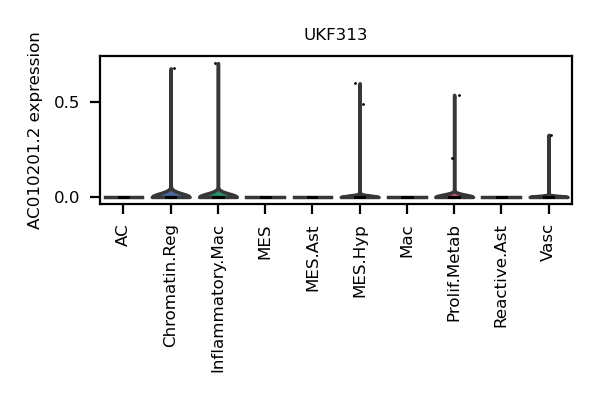 UKF313
AC010201.2 expression
0.5
0.0
AC
Chromatin.Reg
Inflammatory.Mac
MES
MES.Ast
MES.Hyp
Mac
Prolif.Metab
Reactive.Ast
Vasc